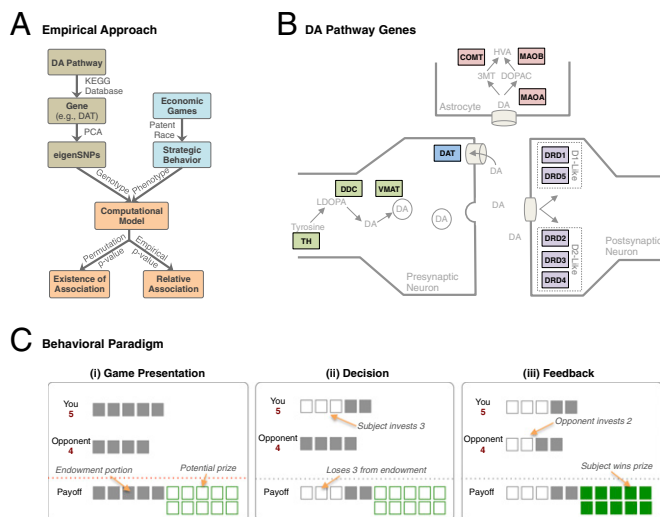 A Empirical Approach
DA Pathway
KEGG
Database
Gene
(e.g., DAT)
PCA
eigenSNPs
Economic
Games
Patent
Race
Strategic
Behavior
Genotype
Phenotype
Computational
Model
Permutation
p-value
Empirical
p-value
Existence of
Association
Relative
Association
B DA Pathway Genes
COMT
HVA
MAOB
3MT
DOPAC
MAOA
Astrocyte
DA
DAT
DA
DRD1
DRD5
D1-Like
DDC
VMAT
LDOPA
DA
DA
DA
DA
Tyrosine
TH
DA
DRD2
DRD3
DRD4
D2-Like
Presynaptic
Neuron
Postsynaptic
Neuron
C Behavioral Paradigm
(i) Game Presentation
You
5
Opponent
4
Endowment portion
Potential prize
Payoff
(ii) Decision
You
5
Subject invests 3
Opponent
4
Loses 3 from endowment
Payoff
(iii) Feedback
You
5
Opponent invests 2
Opponent
4
Subject wins prize
Payoff